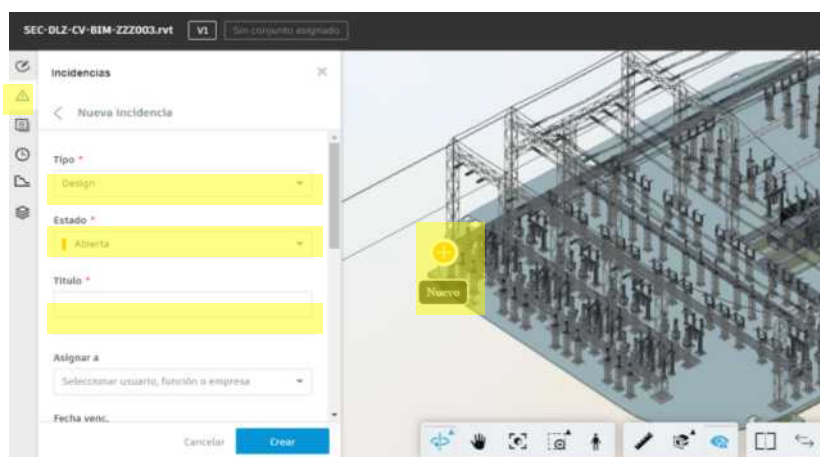 SEC-DLZ-CV-BIM-ZZZ003.rvt V1 Sin conjunto asignado
Incidencias
Nueva incidencia
Tipo *
Design
Estado *
Abierta
Título *
Asignar a
Seleccionar usuario, función o empresa
Fecha venc.
Cancelar Crear
Nuevo